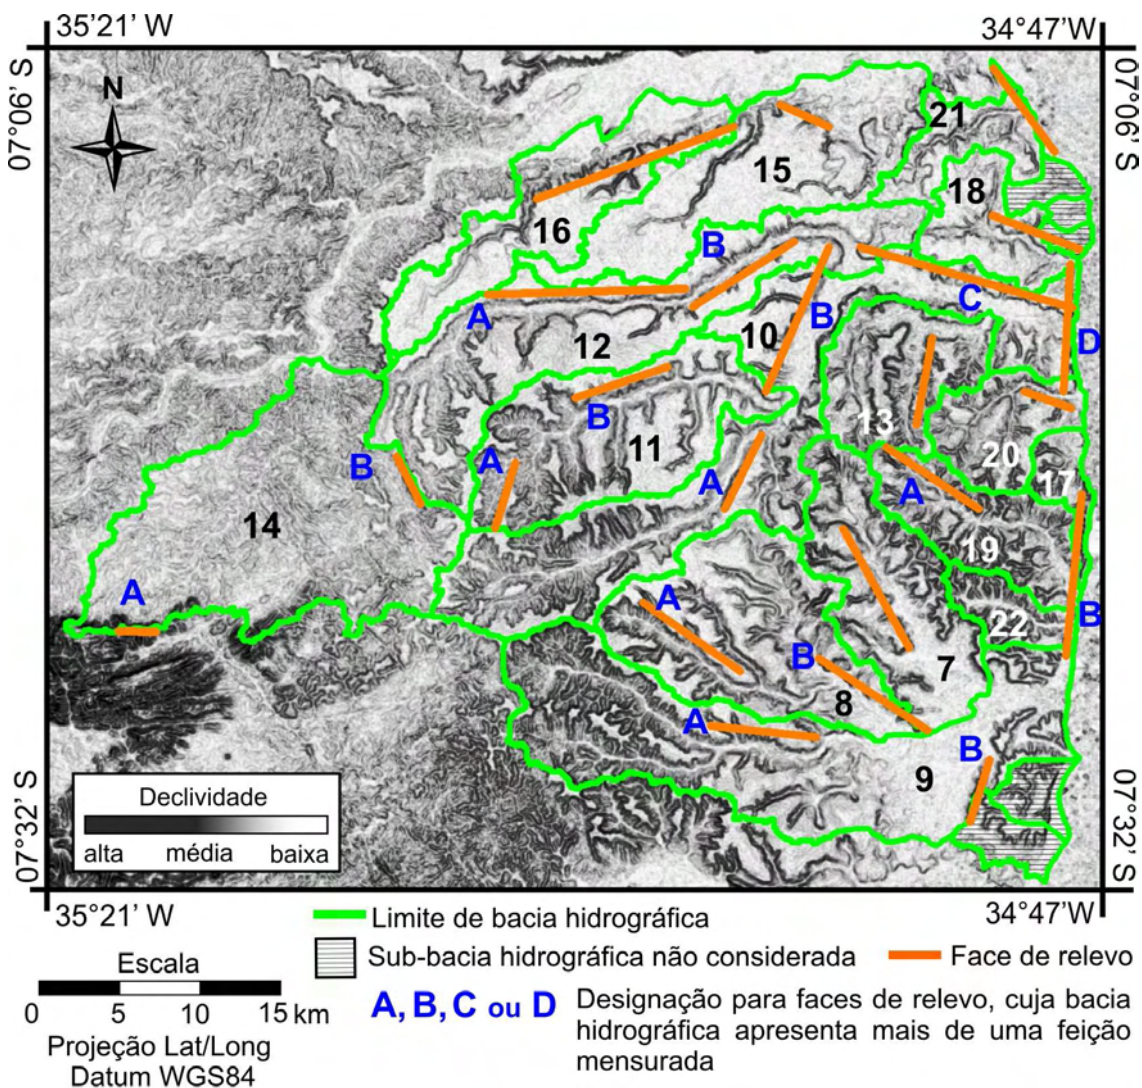 35’21’ W
34°47’W
07°06’ S
07°06’ S
N
21
15
18
16
B
A
C
B
10
12
D
B
13
11
20
A
B
A
17
A
14
19
A
A
22
B
B
7
8
A
B
9
Declividade
alta média baixa
07°32’ S
07°32’ S
35°21’ W
34°47’W
Limite de bacia hidrográfica
Sub-bacia hidrográfica não considerada
Face de relevo
Escala
0 5 10 15 km
Projeção Lat/Long
Datum WGS84
A, B, C ou D
Designação para faces de relevo, cuja bacia
hidrográfica apresenta mais de uma feição
mensurada